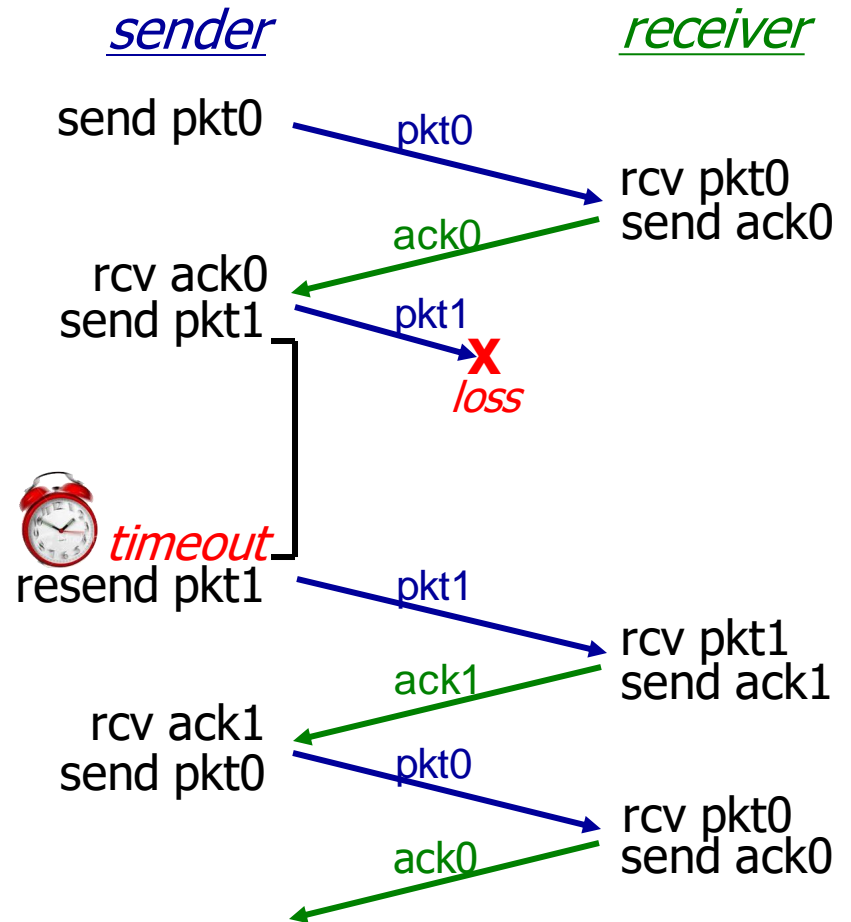 sender
receiver
send pkt0
pkt0
rcv pkt0
send ack0
ack0
rcv ack0
send pkt1
pkt1
X
loss
timeout
resend pkt1
pkt1
rcv pkt1
send ack1
ack1
rcv ack1
send pkt0
pkt0
rcv pkt0
send ack0
ack0